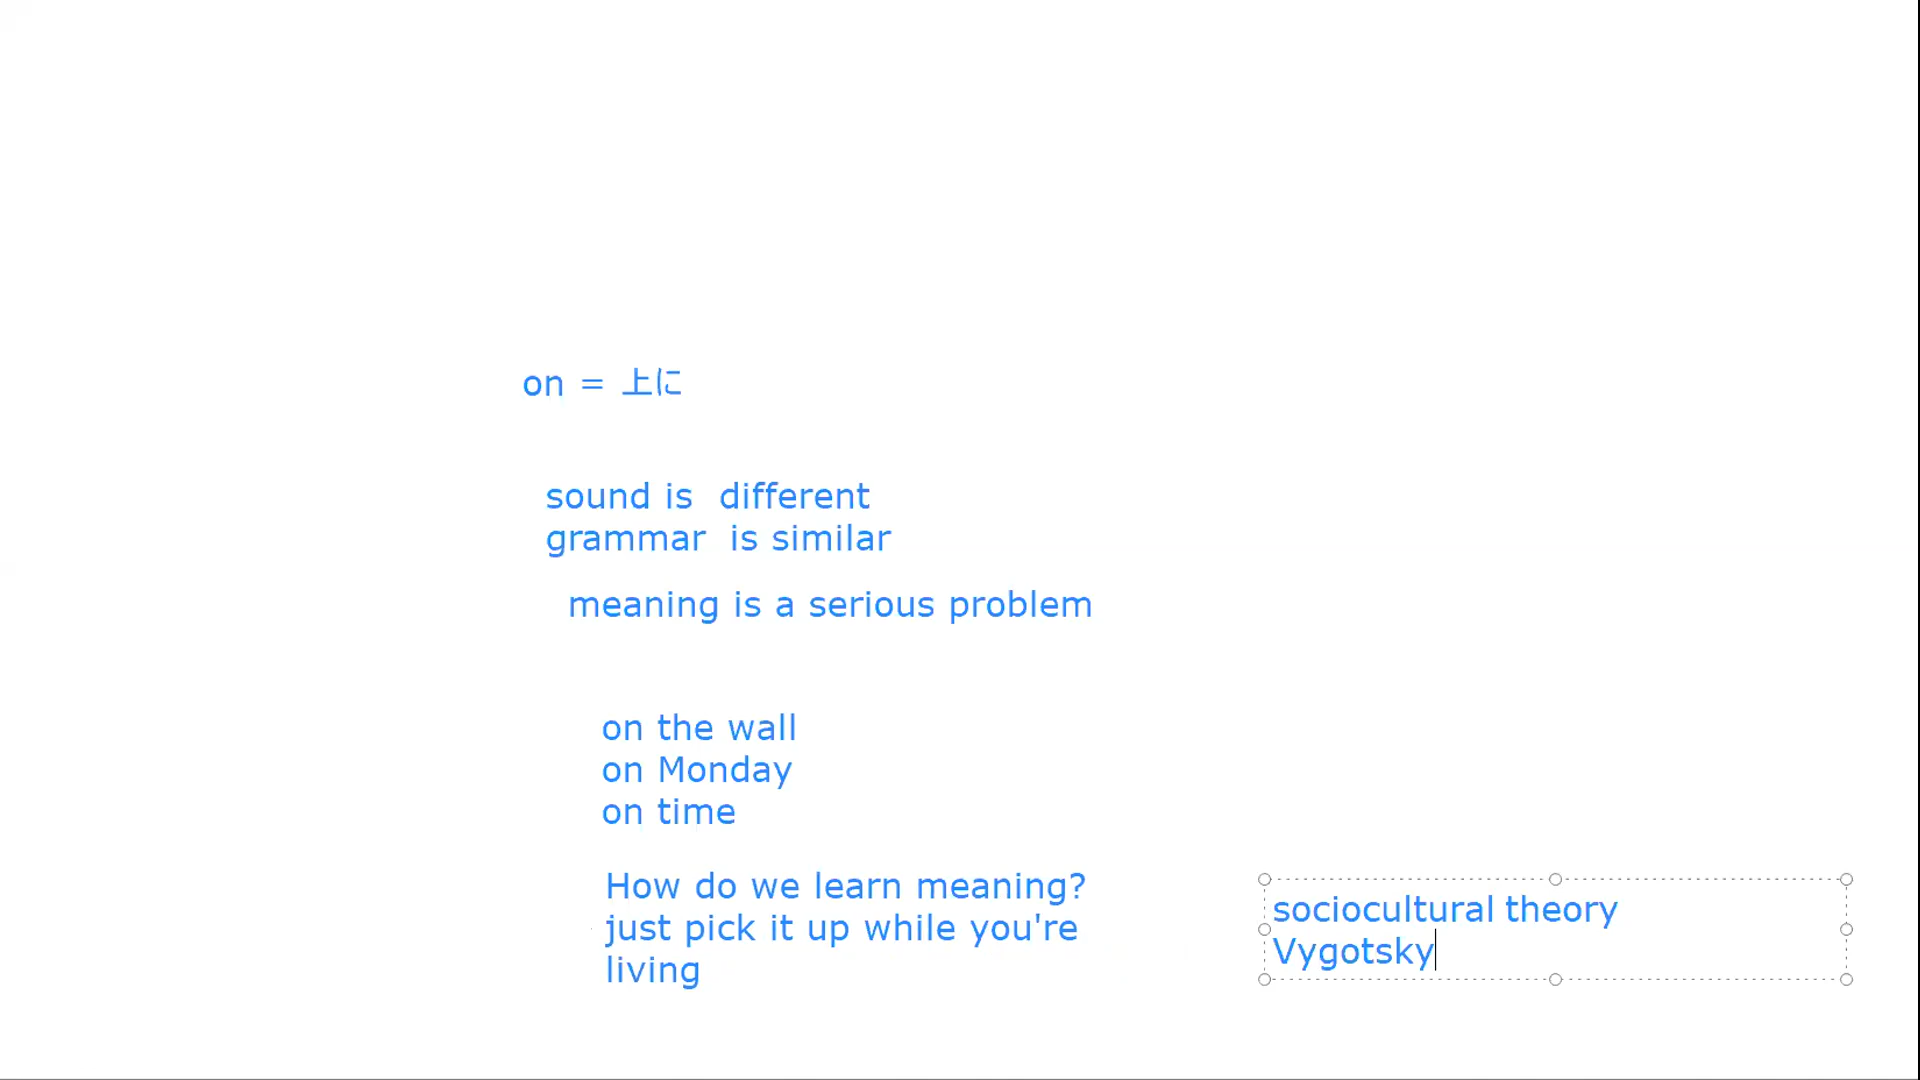 on = 上に
sound is different
grammar is similar
meaning is a serious problem
on the wall
on Monday
on time
How do we learn meaning?
just pick it up while you're
living
sociocultural theory
Vygotsky